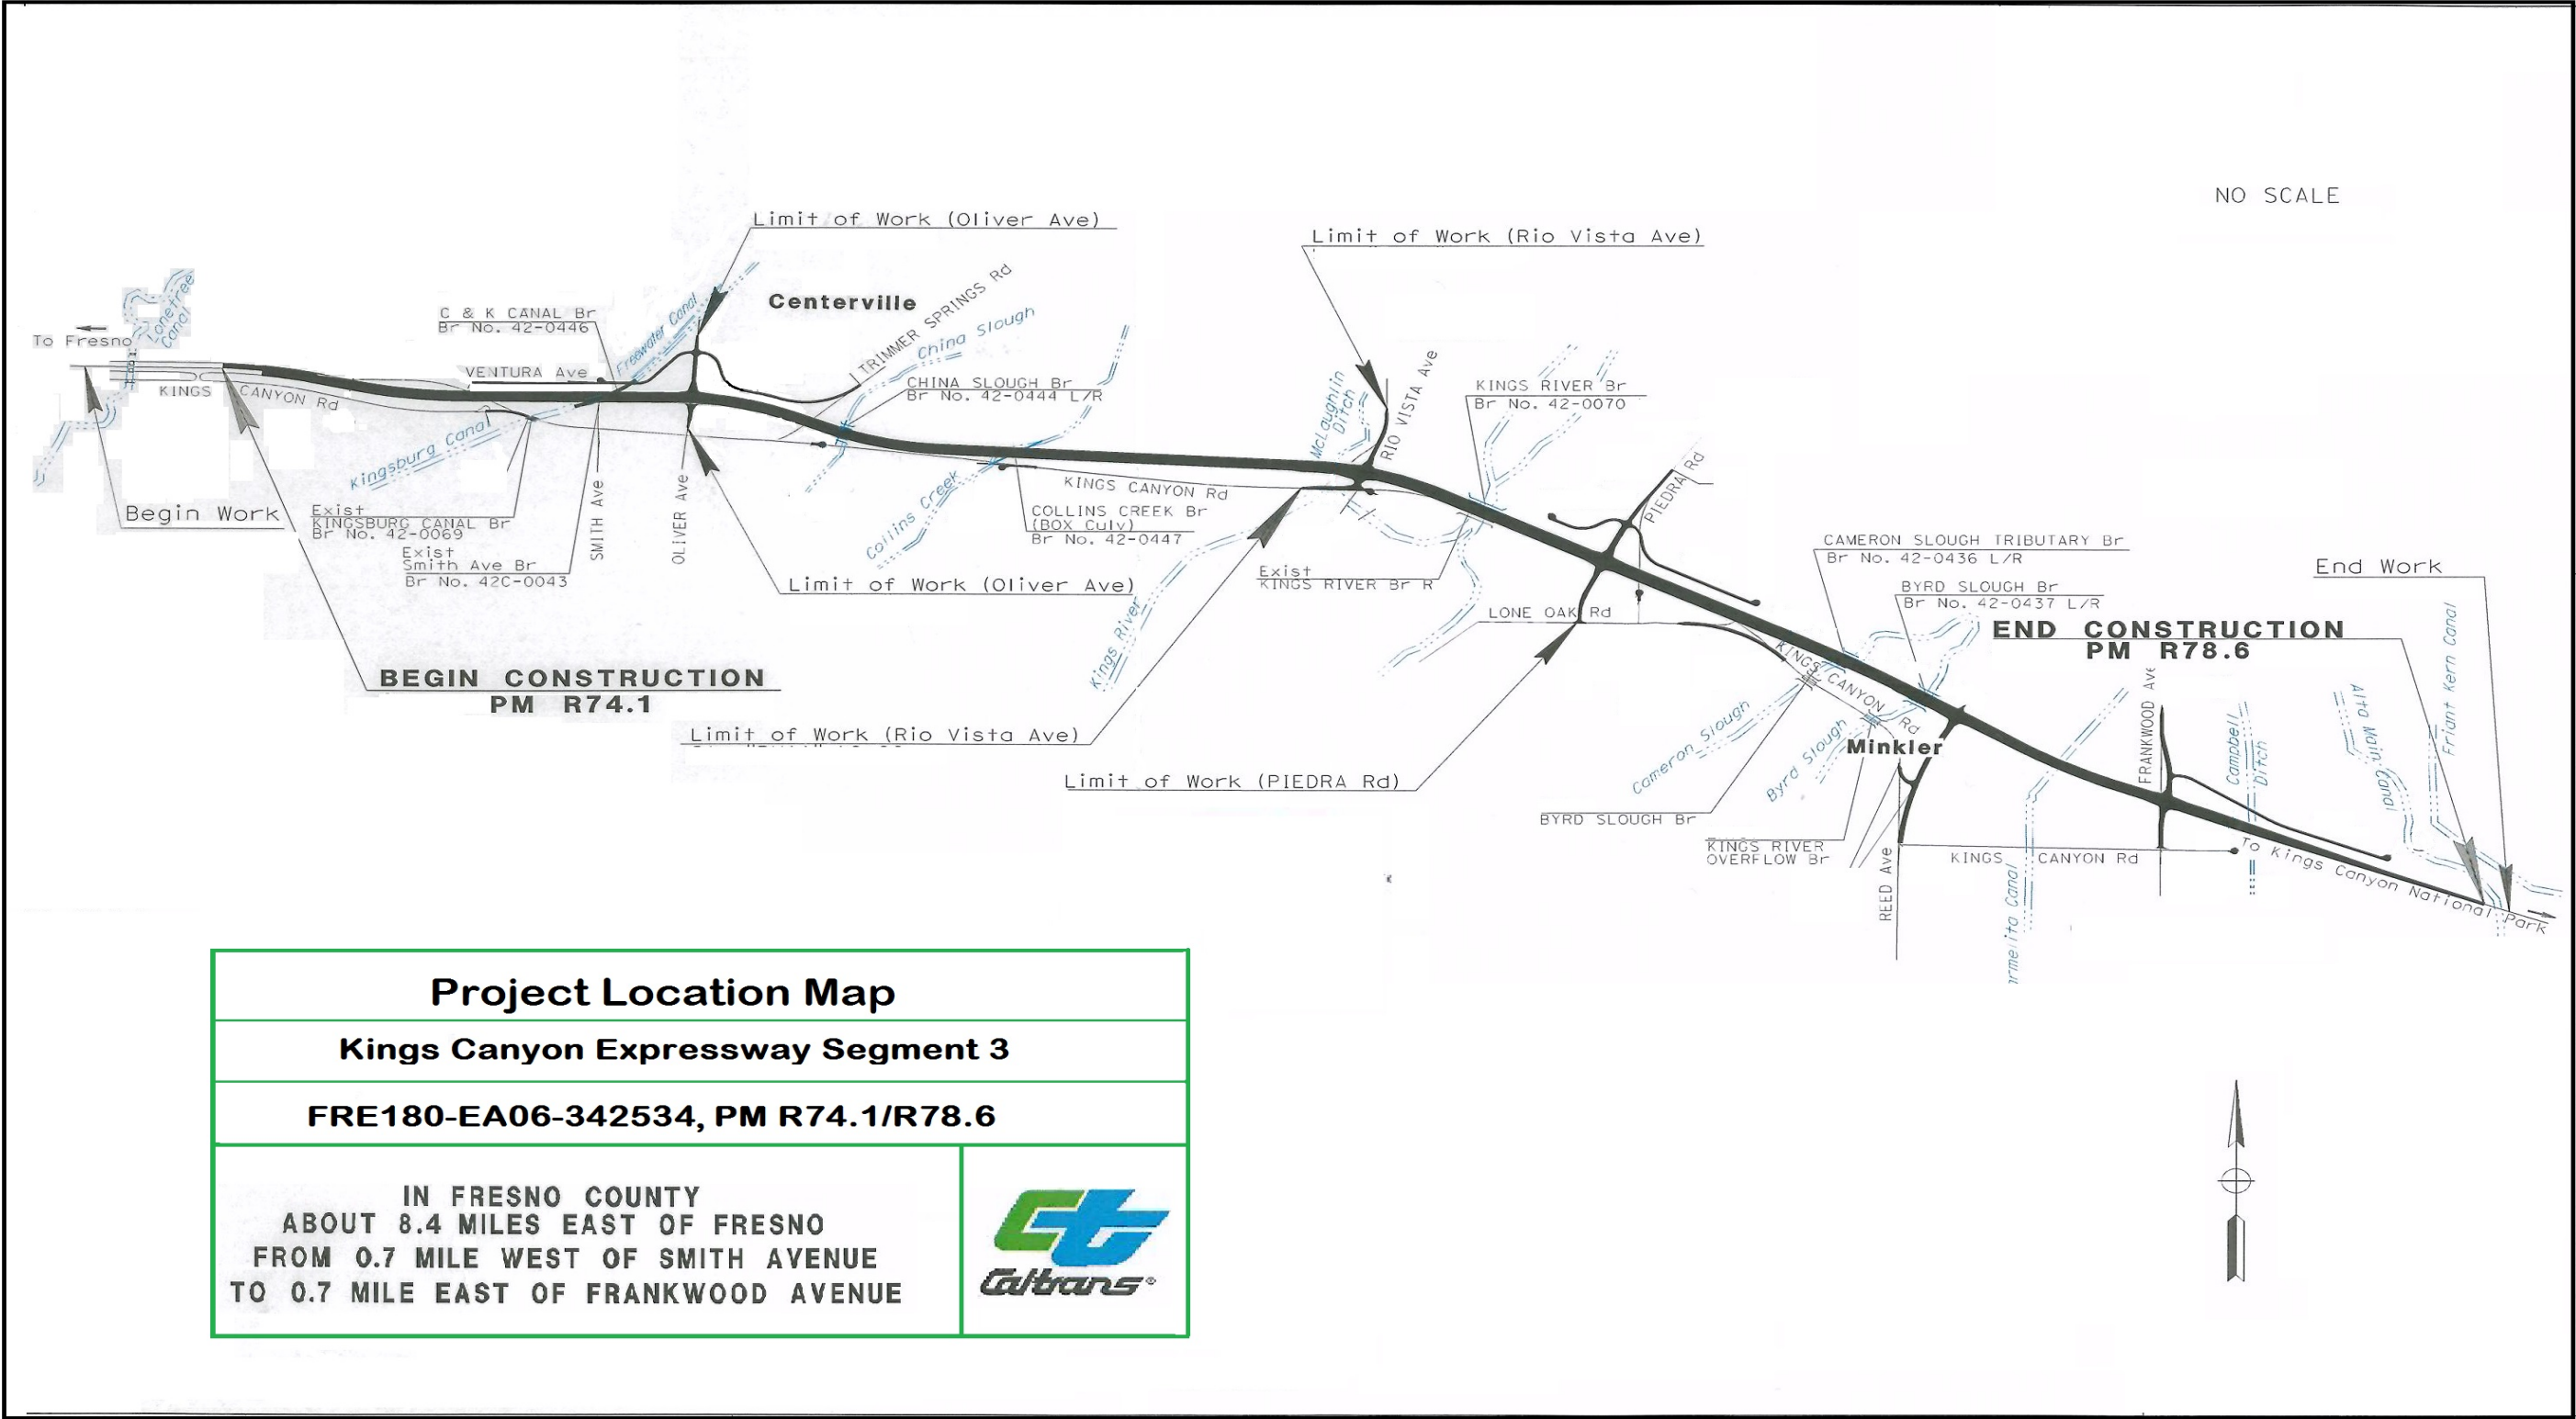 NO SCALE
Limit of Work (Oliver Ave)
Limit of Work (Rio Vista Ave)
Centerville
TRIMMER SPRINGS Rd
China Slough
Lonetree
Canal
C & K CANAL Br
Br No. 42-0446
Freewater Canal
To Fresno
VENTURA Ave
KINGS CANYON Rd
CHINA SLOUGH Br
Br No. 42-0444 L/R
McLaughlin
Ditch
RIO VISTA Ave
KINGS RIVER Br
Br No. 42-0070
Kingsburg Canal
Begin Work
Exist
KINGSBURG CANAL Br
Br No. 42-0069
Exist
Smith Ave Br
Br No. 42C-0043
SMITH Ave
OLIVER Ave
Collins Creek
KINGS CANYON Rd
COLLINS CREEK Br
(BOX Culv)
Br No. 42-0447
PIEDRA Rd
Limit of Work (Oliver Ave)
Exist
KINGS RIVER Br R
Kings River
LONE OAK Rd
CAMERON SLOUGH TRIBUTARY Br
Br No. 42-0436 L/R
BYRD SLOUGH Br
Br No. 42-0437 L/R
End Work
END CONSTRUCTION
PM R78.6
BEGIN CONSTRUCTION
PM R74.1
KINGS CANYON Rd
Limit of Work (Rio Vista Ave)
Limit of Work (PIEDRA Rd)
Cameron Slough
Byrd Slough
Minkler
FRANKWOOD Ave
Campbell
Ditch
Alta Main Canal
Friant Kern Canal
BYRD SLOUGH Br
KINGS RIVER
OVERFLOW Br
REED Ave
KINGS CANYON Rd
To Kings Canyon National Park
rmelita Canal
Project Location Map
Kings Canyon Expressway Segment 3
FRE180-EA06-342534, PM R74.1/R78.6
IN FRESNO COUNTY
ABOUT 8.4 MILES EAST OF FRESNO
FROM 0.7 MILE WEST OF SMITH AVENUE
TO 0.7 MILE EAST OF FRANKWOOD AVENUE
ct
Caltrans®